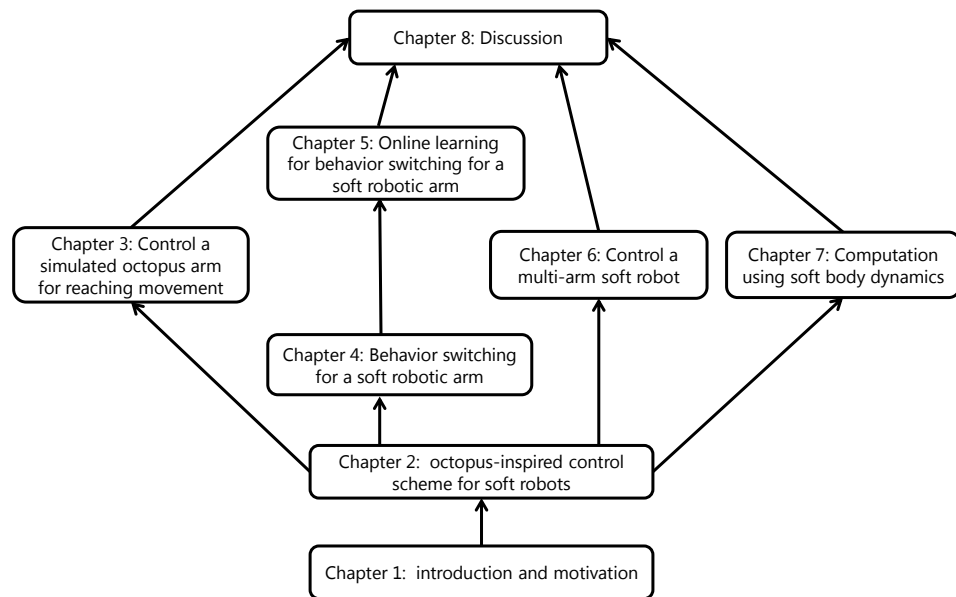 Chapter 8: Discussion
Chapter 5: Online learning
for behavior switching for a
soft robotic arm
Chapter 3: Control a
simulated octopus arm
for reaching movement
Chapter 6: Control a
multi-arm soft robot
Chapter 7: Computation
using soft body dynamics
Chapter 4: Behavior switching
for a soft robotic arm
Chapter 2:  octopus-inspired control
scheme for soft robots
Chapter 1:  introduction and motivation